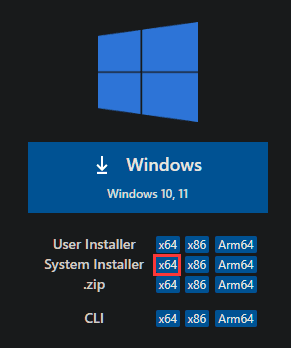 Windows
Windows 10, 11
User Installer x64 x86 Arm64
System Installer x64 x86 Arm64
.zip x64 x86 Arm64
CLI x64 x86 Arm64